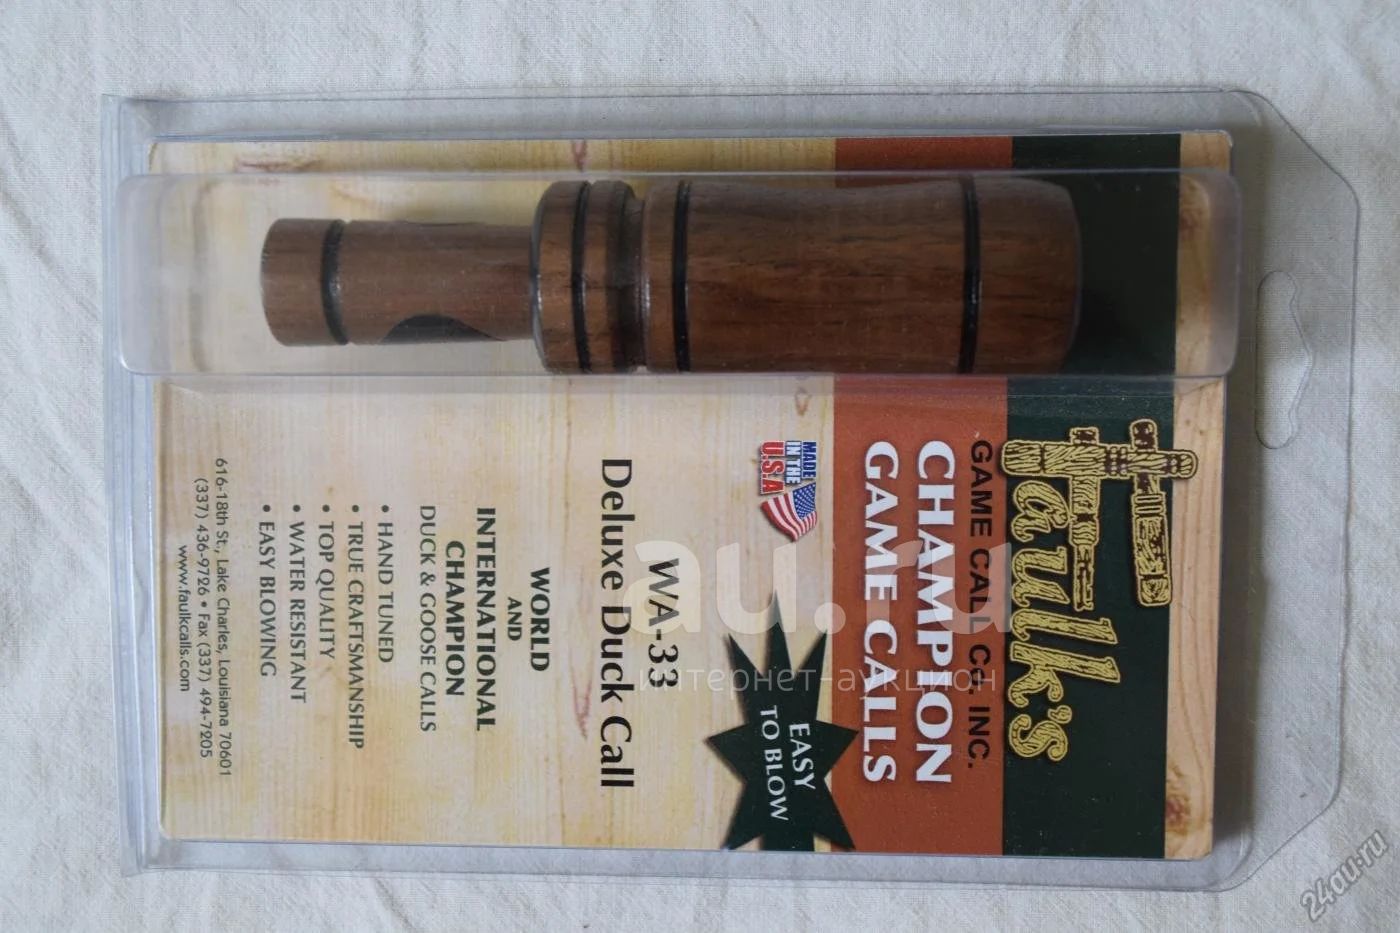 Faulk's
GAME CALL CO. INC.
CHAMPION
GAME CALLS
MADE
IN THE
U.S.A
EASY
TO BLOW
WA-33
Deluxe Duck Call
WORLD
AND
INTERNATIONAL
CHAMPION
DUCK & GOOSE CALLS
• HAND TUNED
• TRUE CRAFTSMANSHIP
• TOP QUALITY
• WATER RESISTANT
• EASY BLOWING
616-18th St., Lake Charles, Louisiana 70601
(337) 436-9726 • Fax (337) 494-7205
www.faulkcalls.com
au.ru
интернет-аукцион
24au.ru